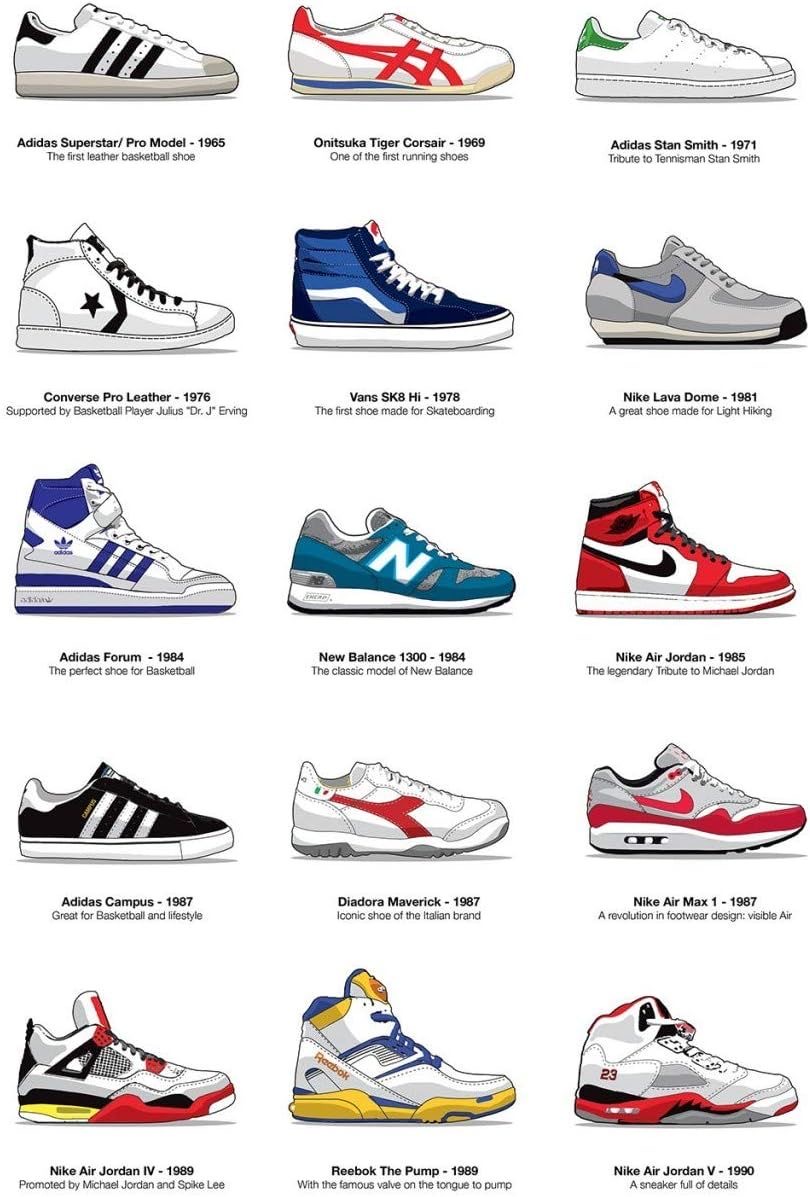 Adidas Superstar/ Pro Model - 1965
The first leather basketball shoe
Onitsuka Tiger Corsair - 1969
One of the first running shoes
Adidas Stan Smith - 1971
Tribute to Tennisman Stan Smith
Converse Pro Leather - 1976
Supported by Basketball Player Julius "Dr. J" Erving
Vans SK8 Hi - 1978
The first shoe made for Skateboarding
Nike Lava Dome - 1981
A great shoe made for Light Hiking
adidas
adidas
N
NB
ENCAP
Adidas Forum - 1984
The perfect shoe for Basketball
New Balance 1300 - 1984
The classic model of New Balance
Nike Air Jordan - 1985
The legendary Tribute to Michael Jordan
CAMPUS
Adidas Campus - 1987
Great for Basketball and lifestyle
Diadora Maverick - 1987
Iconic shoe of the Italian brand
Nike Air Max 1 - 1987
A revolution in footwear design: visible Air
Reebok
23
Nike Air Jordan IV - 1989
Promoted by Michael Jordan and Spike Lee
Reebok The Pump - 1989
With the famous valve on the tongue to pump
Nike Air Jordan V - 1990
A sneaker full of details